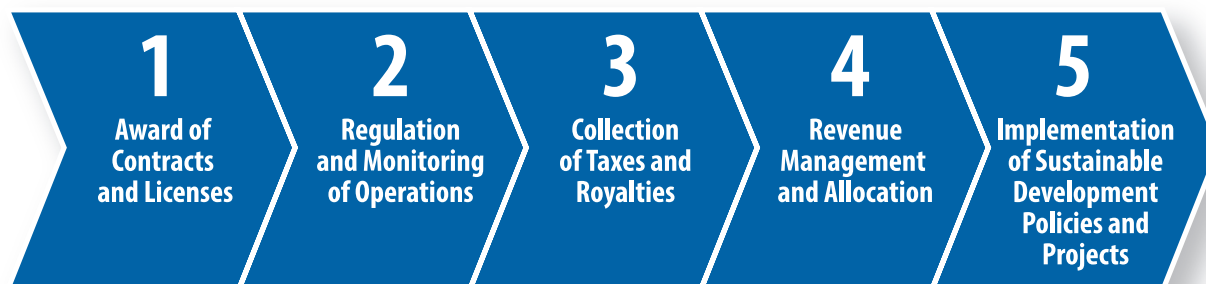 1
Award of
Contracts
and Licenses
2
Regulation
and Monitoring
of Operations
3
Collection
of Taxes and
Royalties
4
Revenue
Management
and Allocation
5
Implementation
of Sustainable
Development
Policies and
Projects